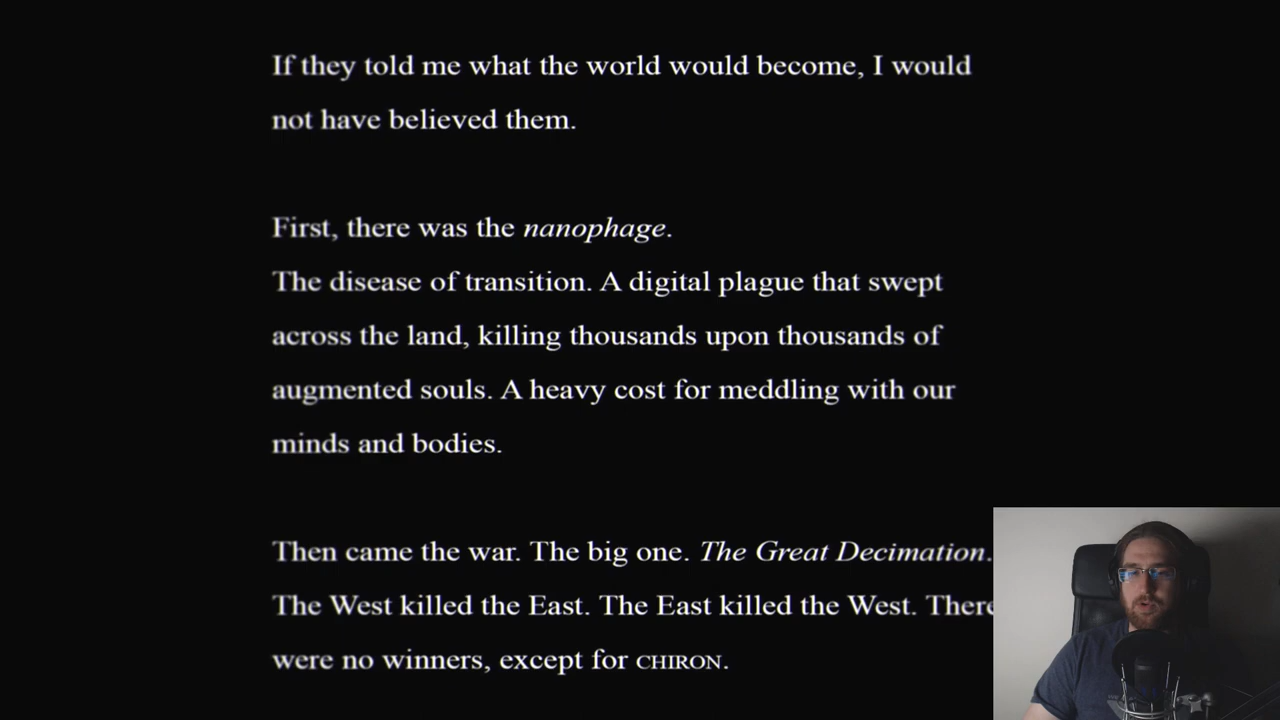 If they told me what the world would become, I would
not have believed them.
First, there was the nanophage.
The disease of transition. A digital plague that swept
across the land, killing thousands upon thousands of
augmented souls. A heavy cost for meddling with our
minds and bodies.
Then came the war. The big one. The Great Decimation.
The West killed the East. The East killed the West. There
were no winners, except for CHIRON.